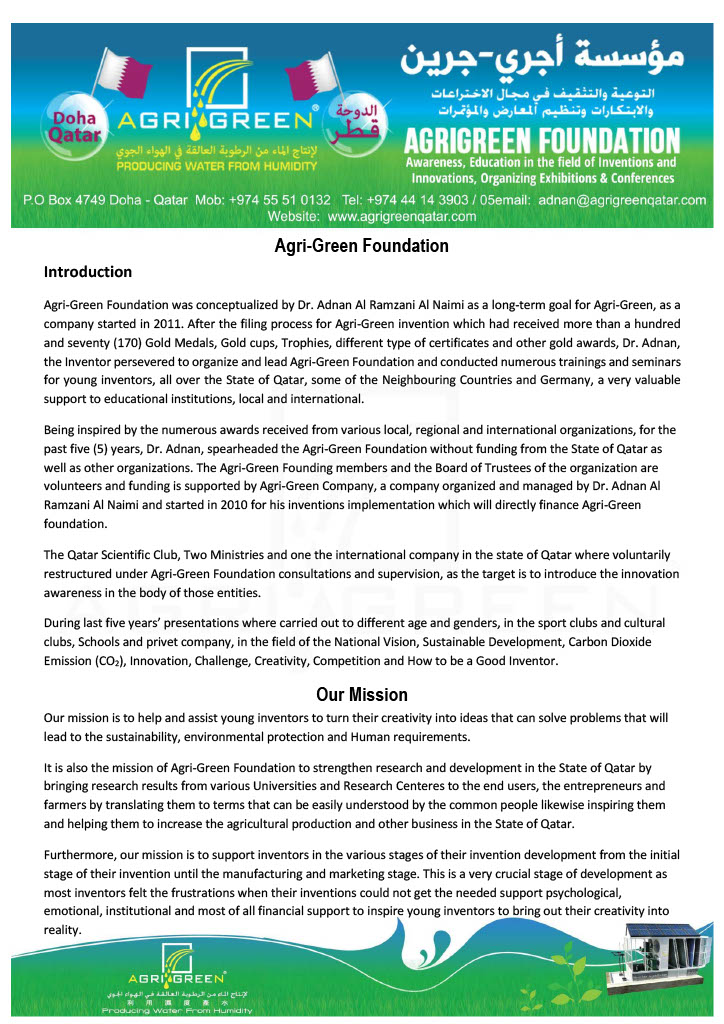 Doha
Qatar
AGRIGREEN®
لإنتاج الماء من الرطوبة العالقة في الهواء الجوي
PRODUCING WATER FROM HUMIDITY
الدوحة
قطر
مؤسسة أجري-جرين
التوعية والتثقيف في مجال الاختراعات
والابتكارات وتنظيم المعارض والمؤتمرات
AGRIGREEN FOUNDATION
Awareness, Education in the field of Inventions and
Innovations, Organizing Exhibitions & Conferences
P.O Box 4749 Doha - Qatar Mob: +974 55 51 0132 Tel: +974 44 14 3903 / 05email: adnan@agrigreenqatar.com
Website: www.agrigreenqatar.com
Agri-Green Foundation
Introduction
Agri-Green Foundation was conceptualized by Dr. Adnan Al Ramzani Al Naimi as a long-term goal for Agri-Green, as a
company started in 2011. After the filing process for Agri-Green invention which had received more than a hundred
and seventy (170) Gold Medals, Gold cups, Trophies, different type of certificates and other gold awards, Dr. Adnan,
the Inventor persevered to organize and lead Agri-Green Foundation and conducted numerous trainings and seminars
for young inventors, all over the State of Qatar, some of the Neighbouring Countries and Germany, a very valuable
support to educational institutions, local and international.
Being inspired by the numerous awards received from various local, regional and international organizations, for the
past five (5) years, Dr. Adnan, spearheaded the Agri-Green Foundation without funding from the State of Qatar as
well as other organizations. The Agri-Green Founding members and the Board of Trustees of the organization are
volunteers and funding is supported by Agri-Green Company, a company organized and managed by Dr. Adnan Al
Ramzani Al Naimi and started in 2010 for his inventions implementation which will directly finance Agri-Green
foundation.
The Qatar Scientific Club, Two Ministries and one the international company in the state of Qatar where voluntarily
restructured under Agri-Green Foundation consultations and supervision, as the target is to introduce the innovation
awareness in the body of those entities.
During last five years' presentations where carried out to different age and genders, in the sport clubs and cultural
clubs, Schools and privet company, in the field of the National Vision, Sustainable Development, Carbon Dioxide
Emission (CO₂), Innovation, Challenge, Creativity, Competition and How to be a Good Inventor.
Our Mission
Our mission is to help and assist young inventors to turn their creativity into ideas that can solve problems that will
lead to the sustainability, environmental protection and Human requirements.
It is also the mission of Agri-Green Foundation to strengthen research and development in the State of Qatar by
bringing research results from various Universities and Research Centeres to the end users, the entrepreneurs and
farmers by translating them to terms that can be easily understood by the common people likewise inspiring them
and helping them to increase the agricultural production and other business in the State of Qatar.
Furthermore, our mission is to support inventors in the various stages of their invention development from the initial
stage of their invention until the manufacturing and marketing stage. This is a very crucial stage of development as
most inventors felt the frustrations when their inventions could not get the needed support psychological,
emotional, institutional and most of all financial support to inspire young inventors to bring out their creativity into
reality.
AGRIGREEN®
لإنتاج الماء من الرطوبة العالقة في الهواء الجوي
利 用 濕 度 產 水
Producing Water From Humidity